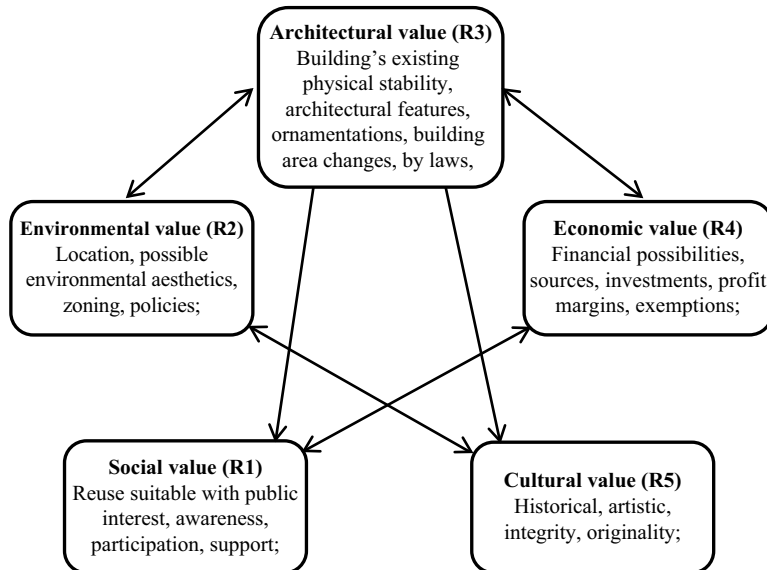 Architectural value (R3)
Building’s existing
physical stability,
architectural features,
ornamentations, building
area changes, by laws,
Environmental value (R2)
Location, possible
environmental aesthetics,
zoning, policies;
Economic value (R4)
Financial possibilities,
sources, investments, profit
margins, exemptions;
Social value (R1)
Reuse suitable with public
interest, awareness,
participation, support;
Cultural value (R5)
Historical, artistic,
integrity, originality;